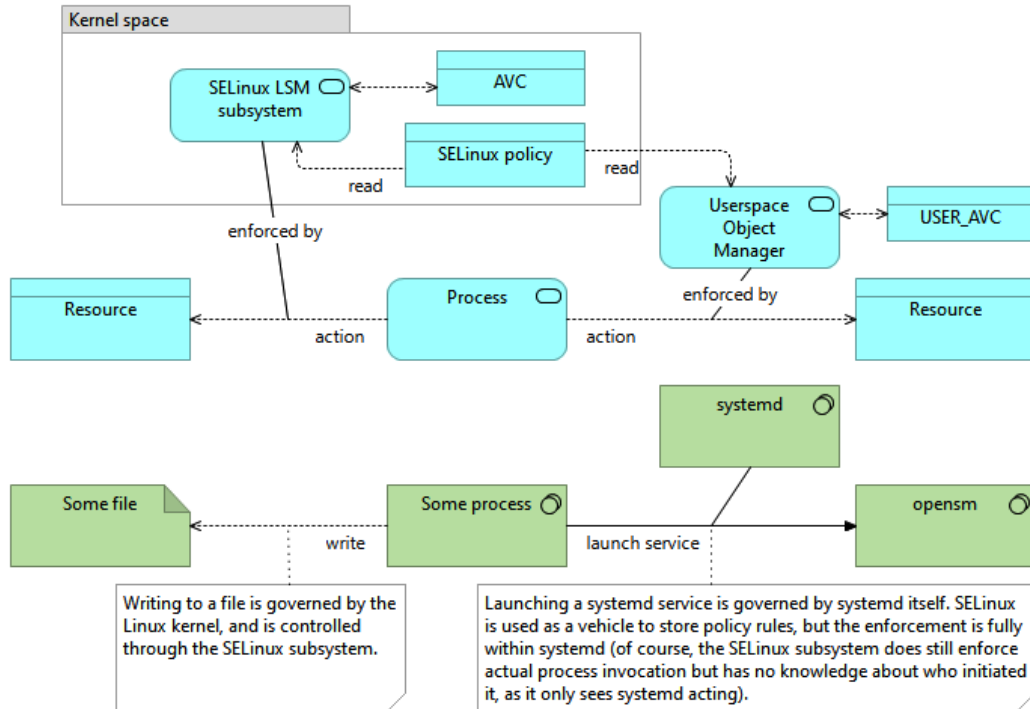 Kernel space
SELinux LSM
subsystem
AVC
SELinux policy
read
read
Userspace
Object
Manager
USER_AVC
enforced by
enforced by
Resource
Process
Resource
action
action
systemd
Some file
Some process
opensm
write
launch service
Writing to a file is governed by the
Linux kernel, and is controlled
through the SELinux subsystem.
Launching a systemd service is governed by systemd itself. SELinux
is used as a vehicle to store policy rules, but the enforcement is fully
within systemd (of course, the SELinux subsystem does still enforce
actual process invocation but has no knowledge about who initiated
it, as it only sees systemd acting).